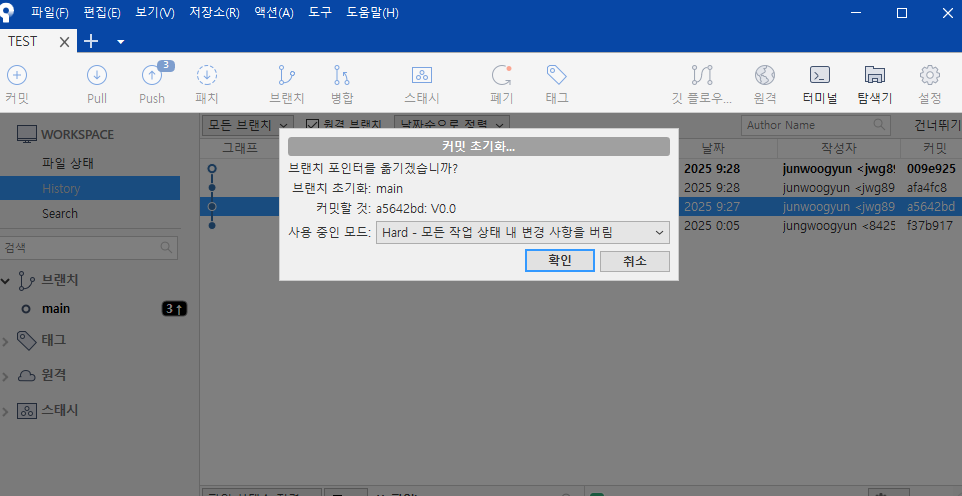 파일(F) 편집(E) 보기(V) 저장소(R) 액션(A) 도구 도움말(H)
TEST
3
커밋 Pull Push 패치 브랜치 병합 스태시 폐기 태그 깃 플로우... 원격 터미널 탐색기 설정
WORKSPACE
파일 상태
History
Search
검색
브랜치
main 3↑
태그
원격
스태시
모든 브랜치 원격 브랜치 날짜순으로 정렬 Author Name 건너뛰기
그래프 날짜 작성자 커밋
2025 9:28 junwoogyun <jwg89 009e925
2025 9:28 junwoogyun <jwg89 afa4fc8
2025 9:27 junwoogyun <jwg89 a5642bd
2025 0:05 jungwoogyun <8425 f37b917
커밋 초기화...
브랜치 포인터를 옮기겠습니까?
브랜치 초기화: main
커밋할 것: a5642bd: V0.0
사용 중인 모드: Hard - 모든 작업 상태 내 변경 사항을 버림
확인 취소